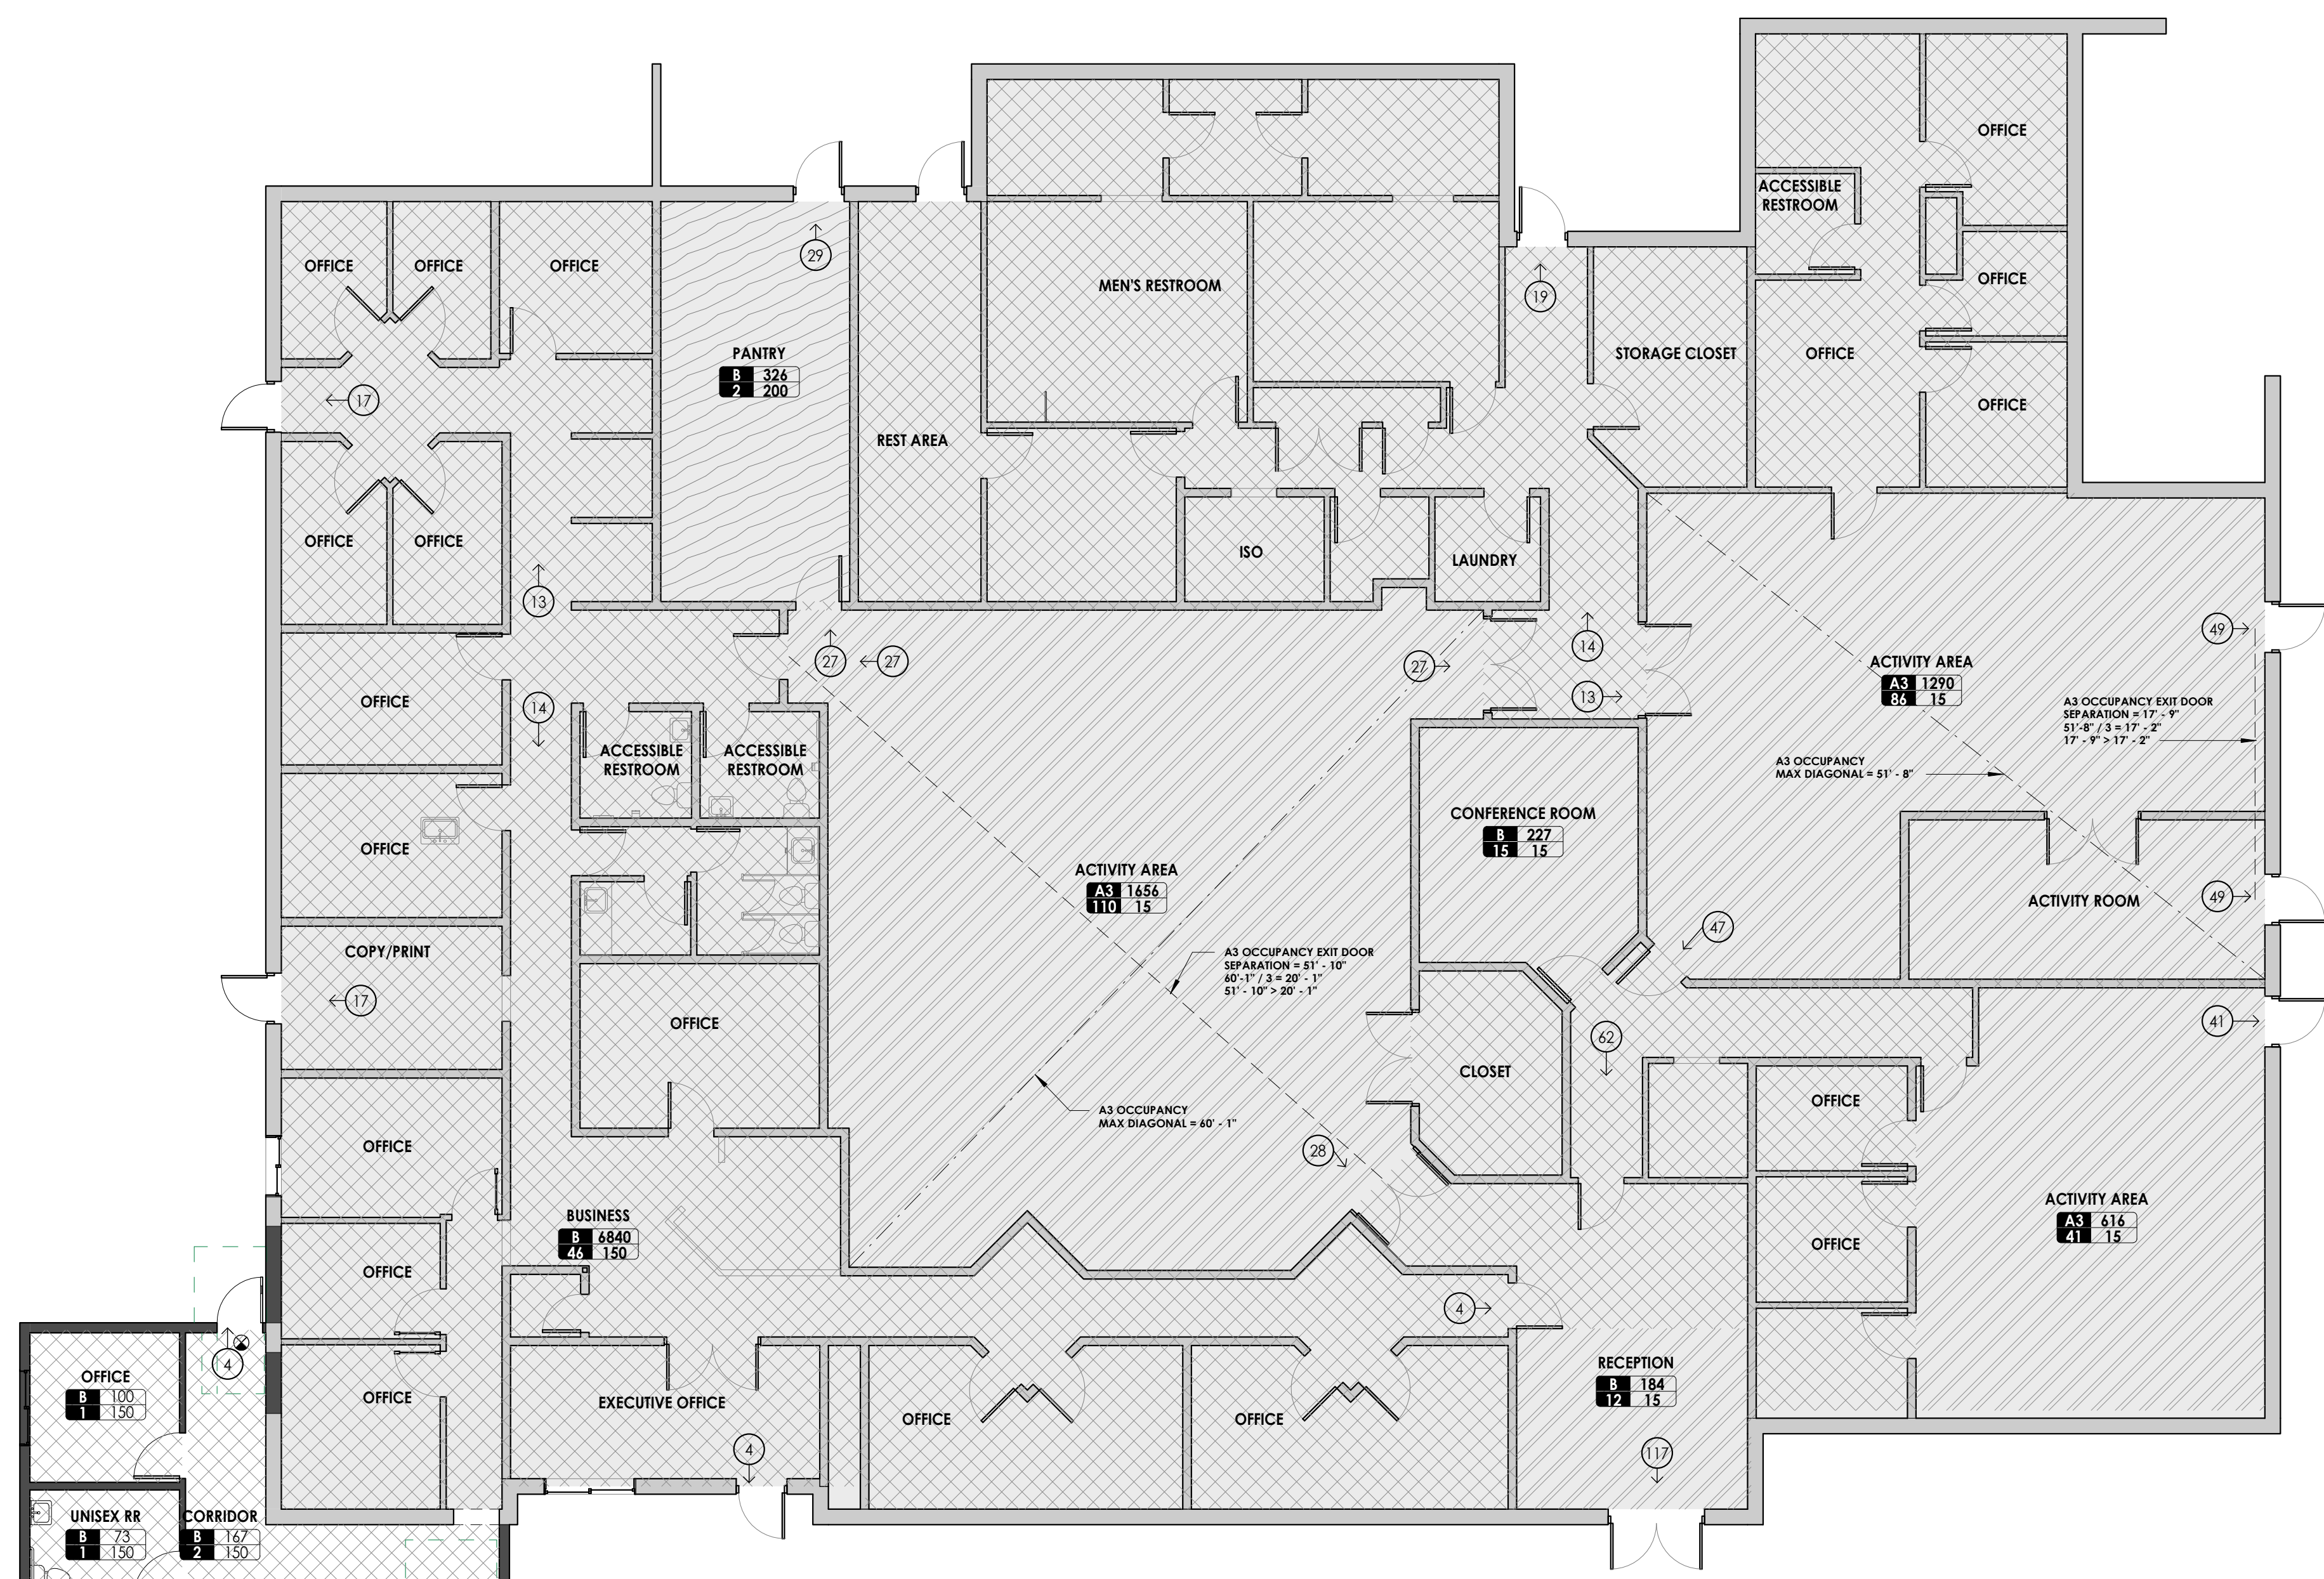 OFFICE
ACCESSIBLE
RESTROOM
OFFICE
OFFICE
OFFICE
29
OFFICE
MEN'S RESTROOM
19
PANTRY
B 326
2 200
STORAGE CLOSET
OFFICE
OFFICE
17
REST AREA
OFFICE
OFFICE
OFFICE
ISO
LAUNDRY
13
49
14
27
27
27
ACTIVITY AREA
A3 1290
86 15
13
OFFICE
14
A3 OCCUPANCY EXIT DOOR
SEPARATION = 17' - 9"
51'-8" / 3 = 17' - 2"
17' - 9" > 17' - 2"
ACCESSIBLE
RESTROOM
ACCESSIBLE
RESTROOM
A3 OCCUPANCY
MAX DIAGONAL = 51' - 8"
CONFERENCE ROOM
B 227
15 15
OFFICE
ACTIVITY AREA
A3 1656
110 15
49
ACTIVITY ROOM
47
COPY/PRINT
A3 OCCUPANCY EXIT DOOR
SEPARATION = 51' - 10"
60'-1" / 3 = 20' - 1"
51' - 10" > 20' - 1"
17
OFFICE
41
62
CLOSET
OFFICE
A3 OCCUPANCY
MAX DIAGONAL = 60' - 1"
OFFICE
28
ACTIVITY AREA
A3 616
41 15
BUSINESS
B 6840
46 150
OFFICE
OFFICE
4
4
RECEPTION
B 184
12 15
OFFICE
B 100
1 150
OFFICE
EXECUTIVE OFFICE
OFFICE
OFFICE
4
117
UNISEX RR
B 73
1 150
CORRIDOR
B 167
2 150